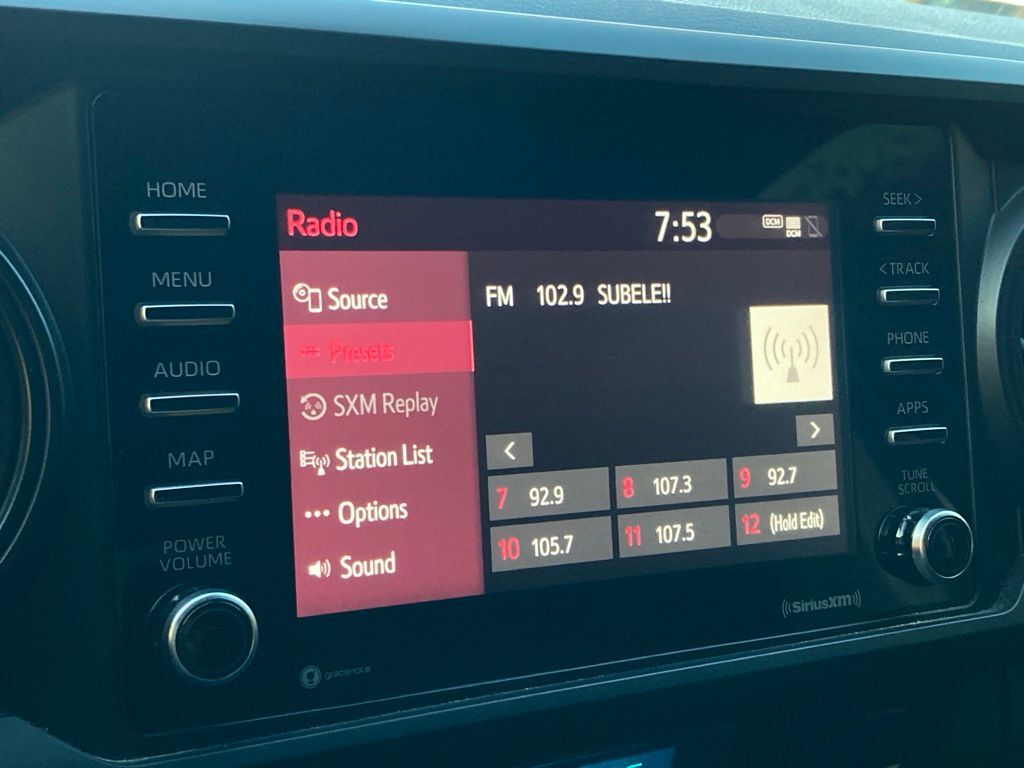 HOME
MENU
AUDIO
MAP
POWER
VOLUME
Radio
7:53
DCM
DCM
Source
Presets
SXM Replay
Station List
Options
Sound
FM 102.9 SUBELE!!
<
>
7 92.9
8 107.3
9 92.7
10 105.7
11 107.5
12 (Hold Edit)
SEEK >
< TRACK
PHONE
APPS
TUNE
SCROLL
gracenote
SiriusXM